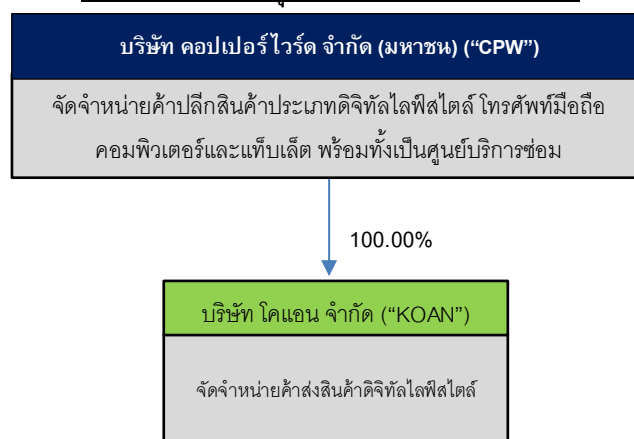 บริษัท คอปเปอร์ ไวร์ด จำกัด (มหาชน) (“CPW”)
จัดจำหน่ายค้าปลีกสินค้าประเภทดิจิทัลไลฟ์สไตล์ โทรศัพท์มือถือ
คอมพิวเตอร์และแท็บเล็ต พร้อมทั้งเป็นศูนย์บริการซ่อม
100.00%
บริษัท โคแอน จำกัด (“KOAN”)
จัดจำหน่ายค้าส่งสินค้าดิจิทัลไลฟ์สไตล์